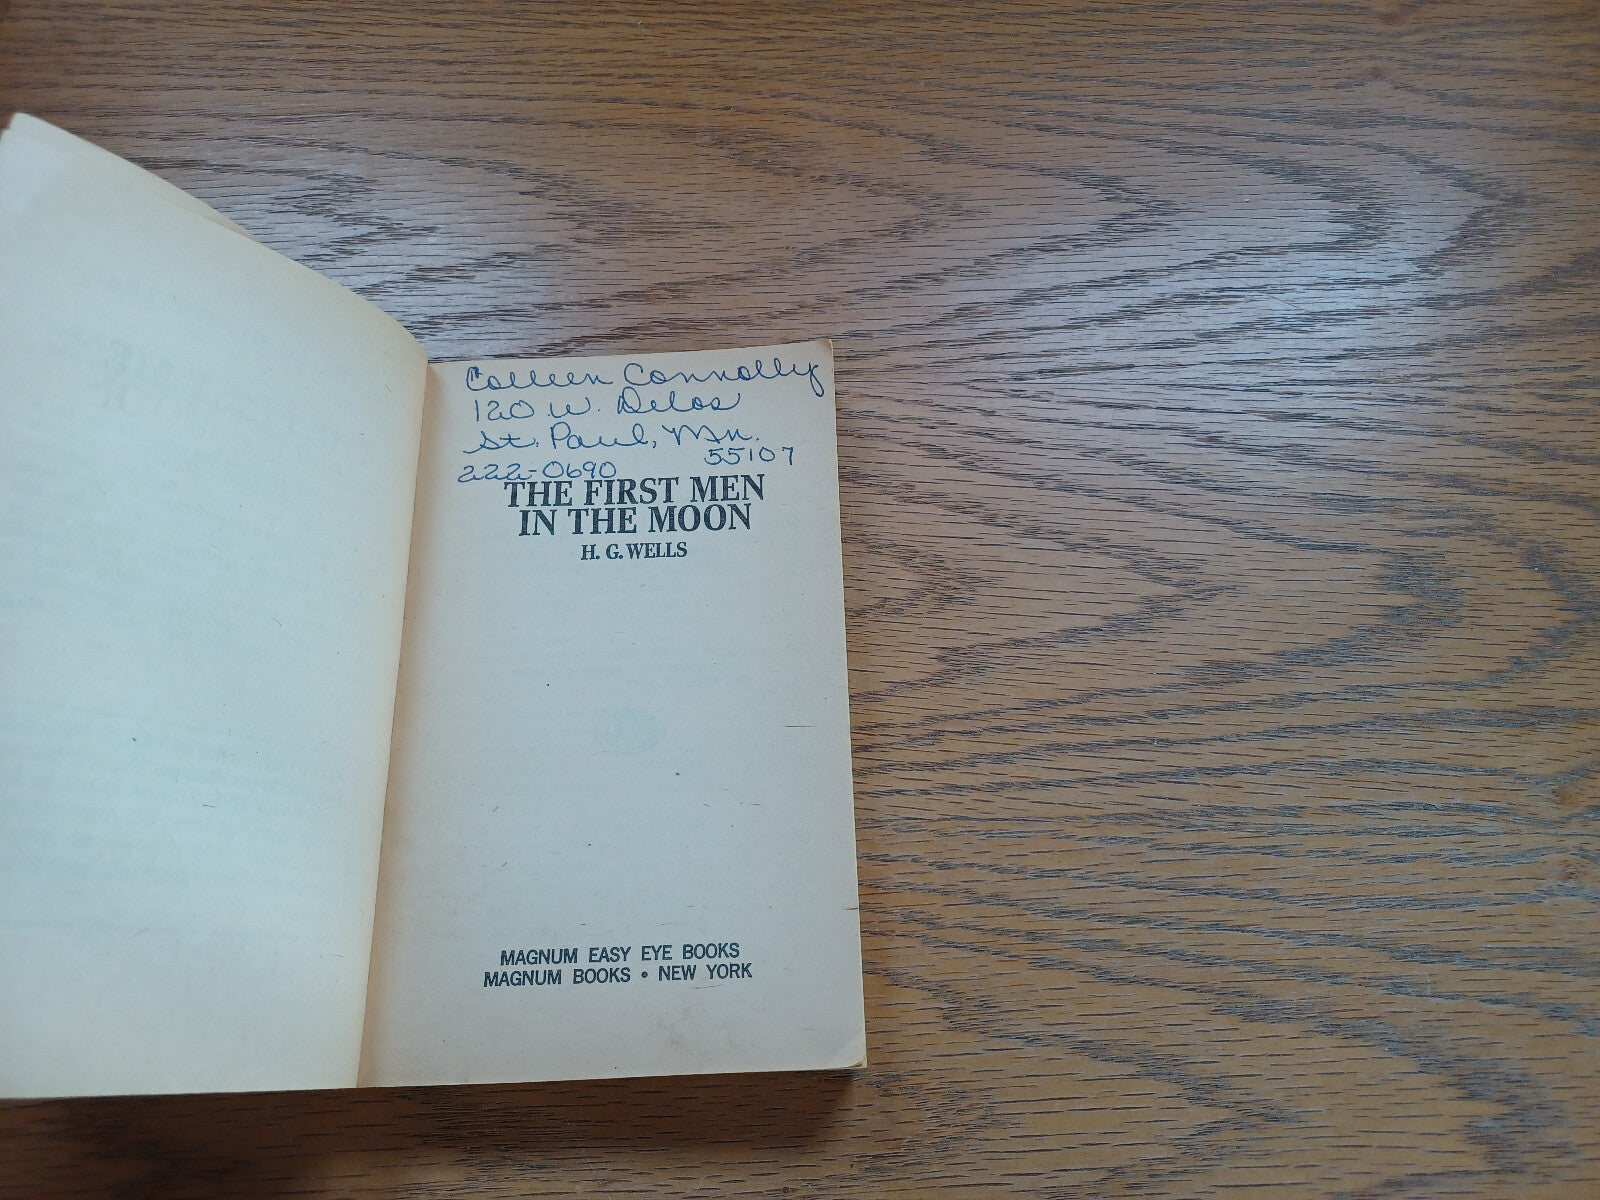 Colleen Connolly
120 W. Delos
St. Paul, Mn.
55107
222-0690
THE FIRST MEN
IN THE MOON
H. G. WELLS
MAGNUM EASY EYE BOOKS
MAGNUM BOOKS • NEW YORK